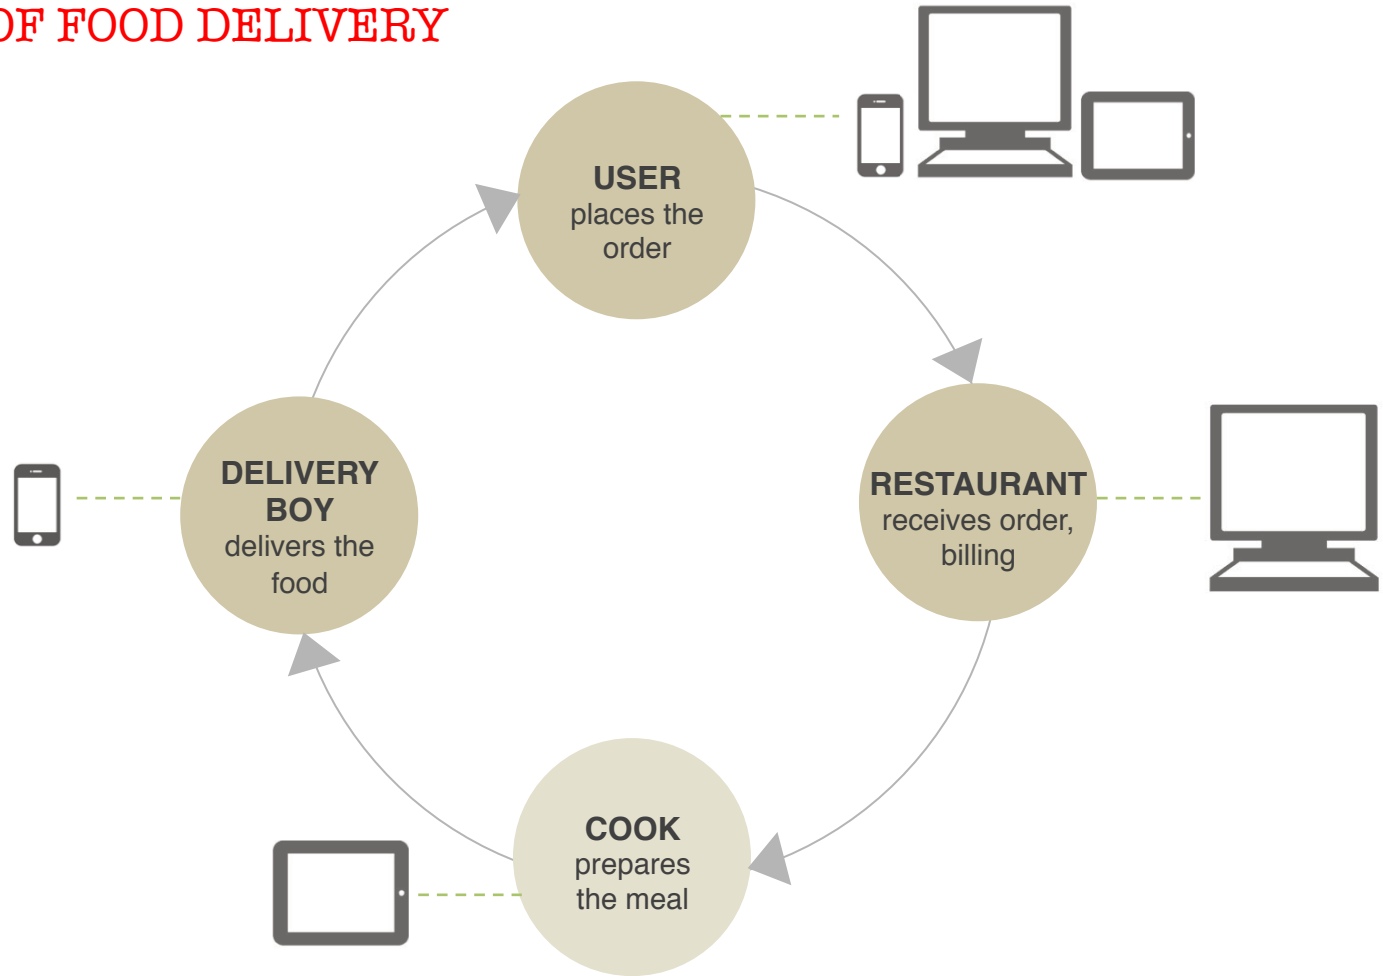 OF FOOD DELIVERY
USER
places the
order
RESTAURANT
receives order,
billing
COOK
prepares
the meal
DELIVERY
BOY
delivers the
food